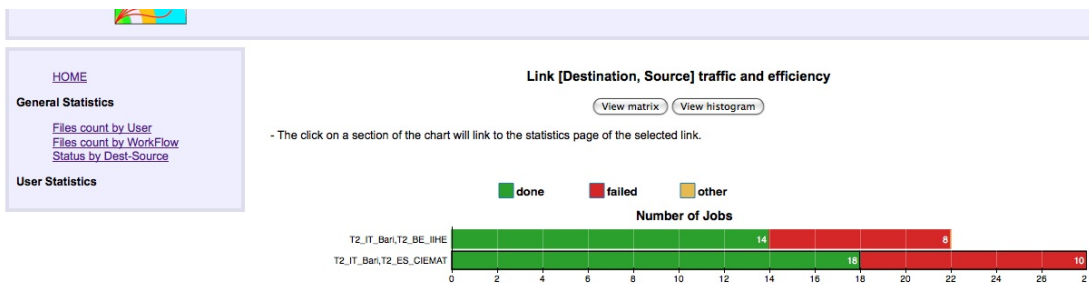 HOME
General Statistics
Files count by User
Files count by WorkFlow
Status by Dest-Source
User Statistics
Link [Destination, Source] traffic and efficiency
View matrix View histogram
- The click on a section of the chart will link to the statistics page of the selected link.
done failed other
Number of Jobs
T2_IT_Bari,T2_BE_IIHE 14 8
T2_IT_Bari,T2_ES_CIEMAT 18 10
0 2 4 6 8 10 12 14 16 18 20 22 24 26